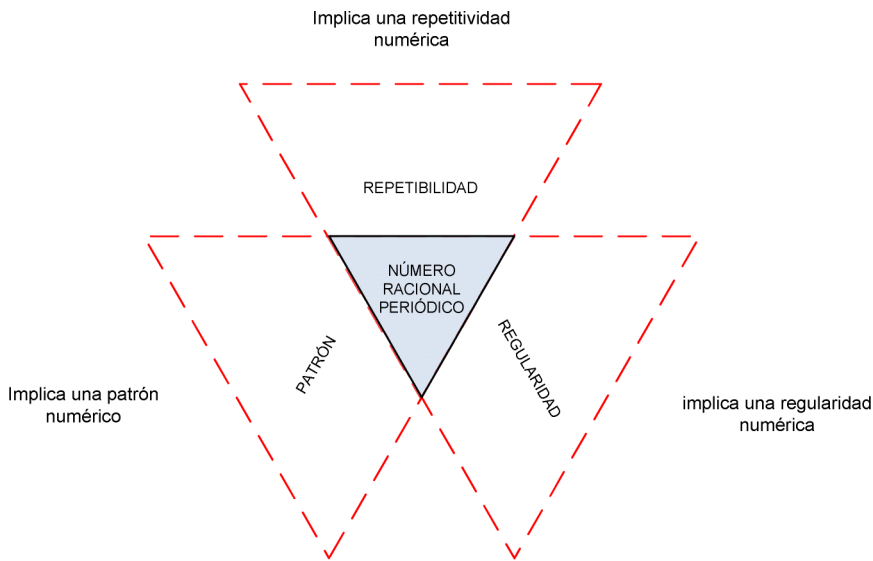 Implica una repetitividad
numérica
REPETIBILIDAD
NÚMERO
RACIONAL
PERIÓDICO
PATRÓN
REGULARIDAD
Implica una patrón
numérico
implica una regularidad
numérica